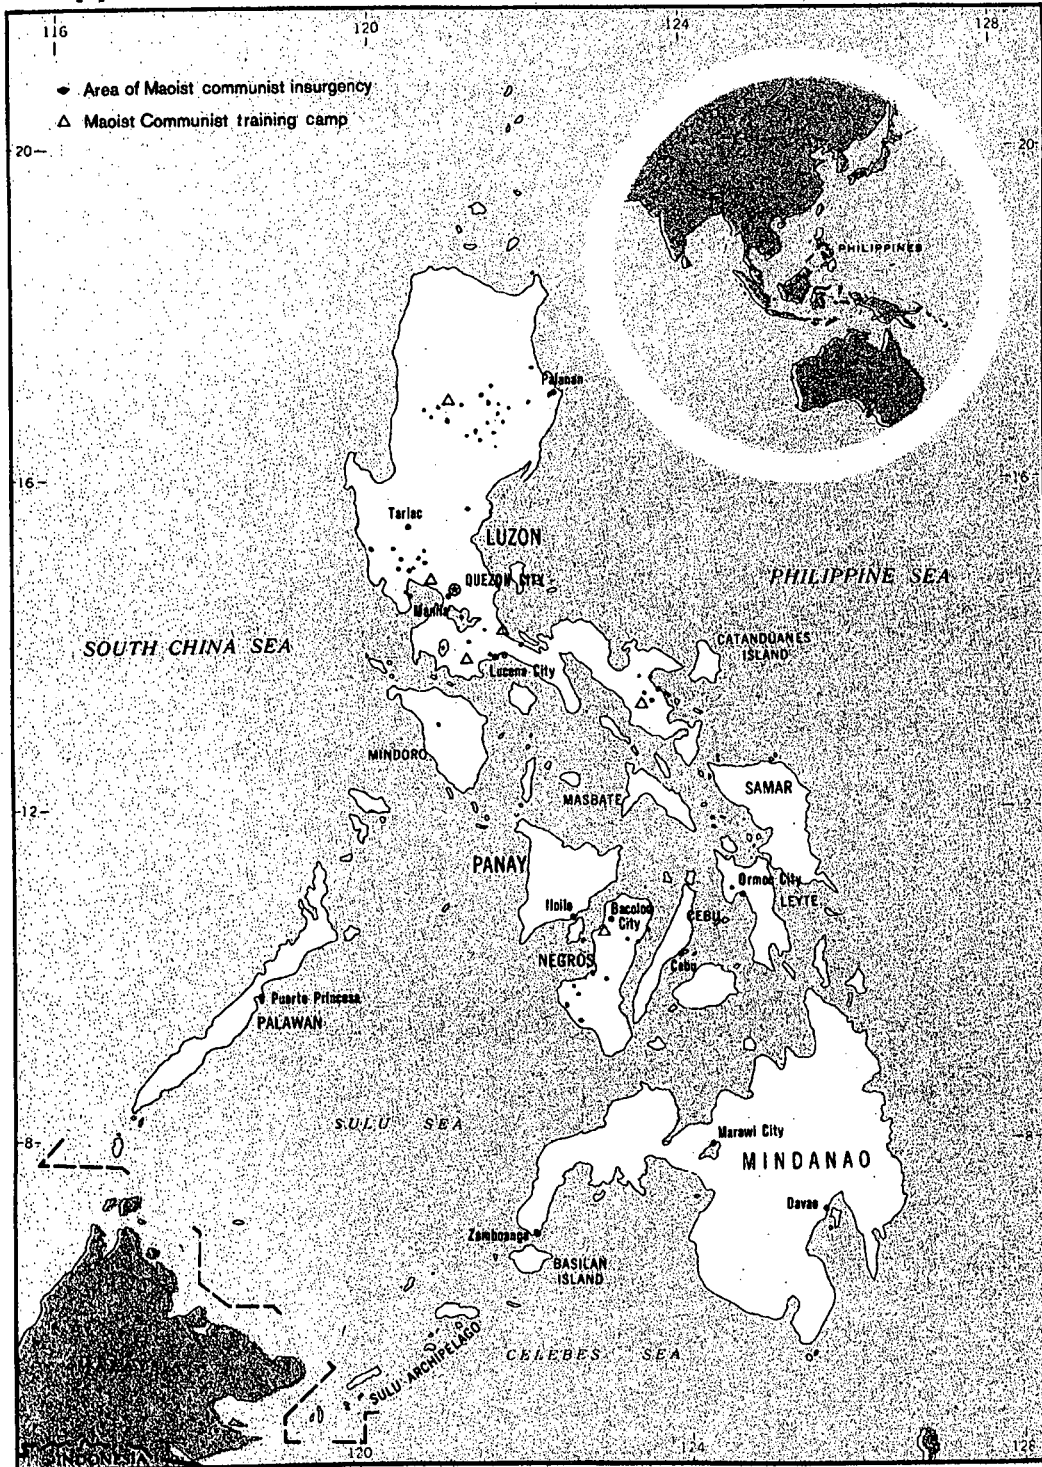 116
120
124
128
Area of Maoist communist insurgency
Maoist Communist training camp
20
20
PHILIPPINES
Palanan
16
16
Tarlac
LUZON
QUEZON CITY
PHILIPPINE SEA
Manila
SOUTH CHINA SEA
CATANDUANES
ISLAND
Lucena City
MINDORO
SAMAR
MASBATE
12
12
PANAY
Ormoc City
LEYTE
Iloilo
Bacolod
City
CEBU
NEGROS
Cebu
Puerto Princesa
PALAWAN
SULU SEA
8
8
Marawi City
MINDANAO
Davao
Zamboanga
BASILAN
ISLAND
SULU ARCHIPELAGO
CELEBES SEA
INDONESIA
120
124
128